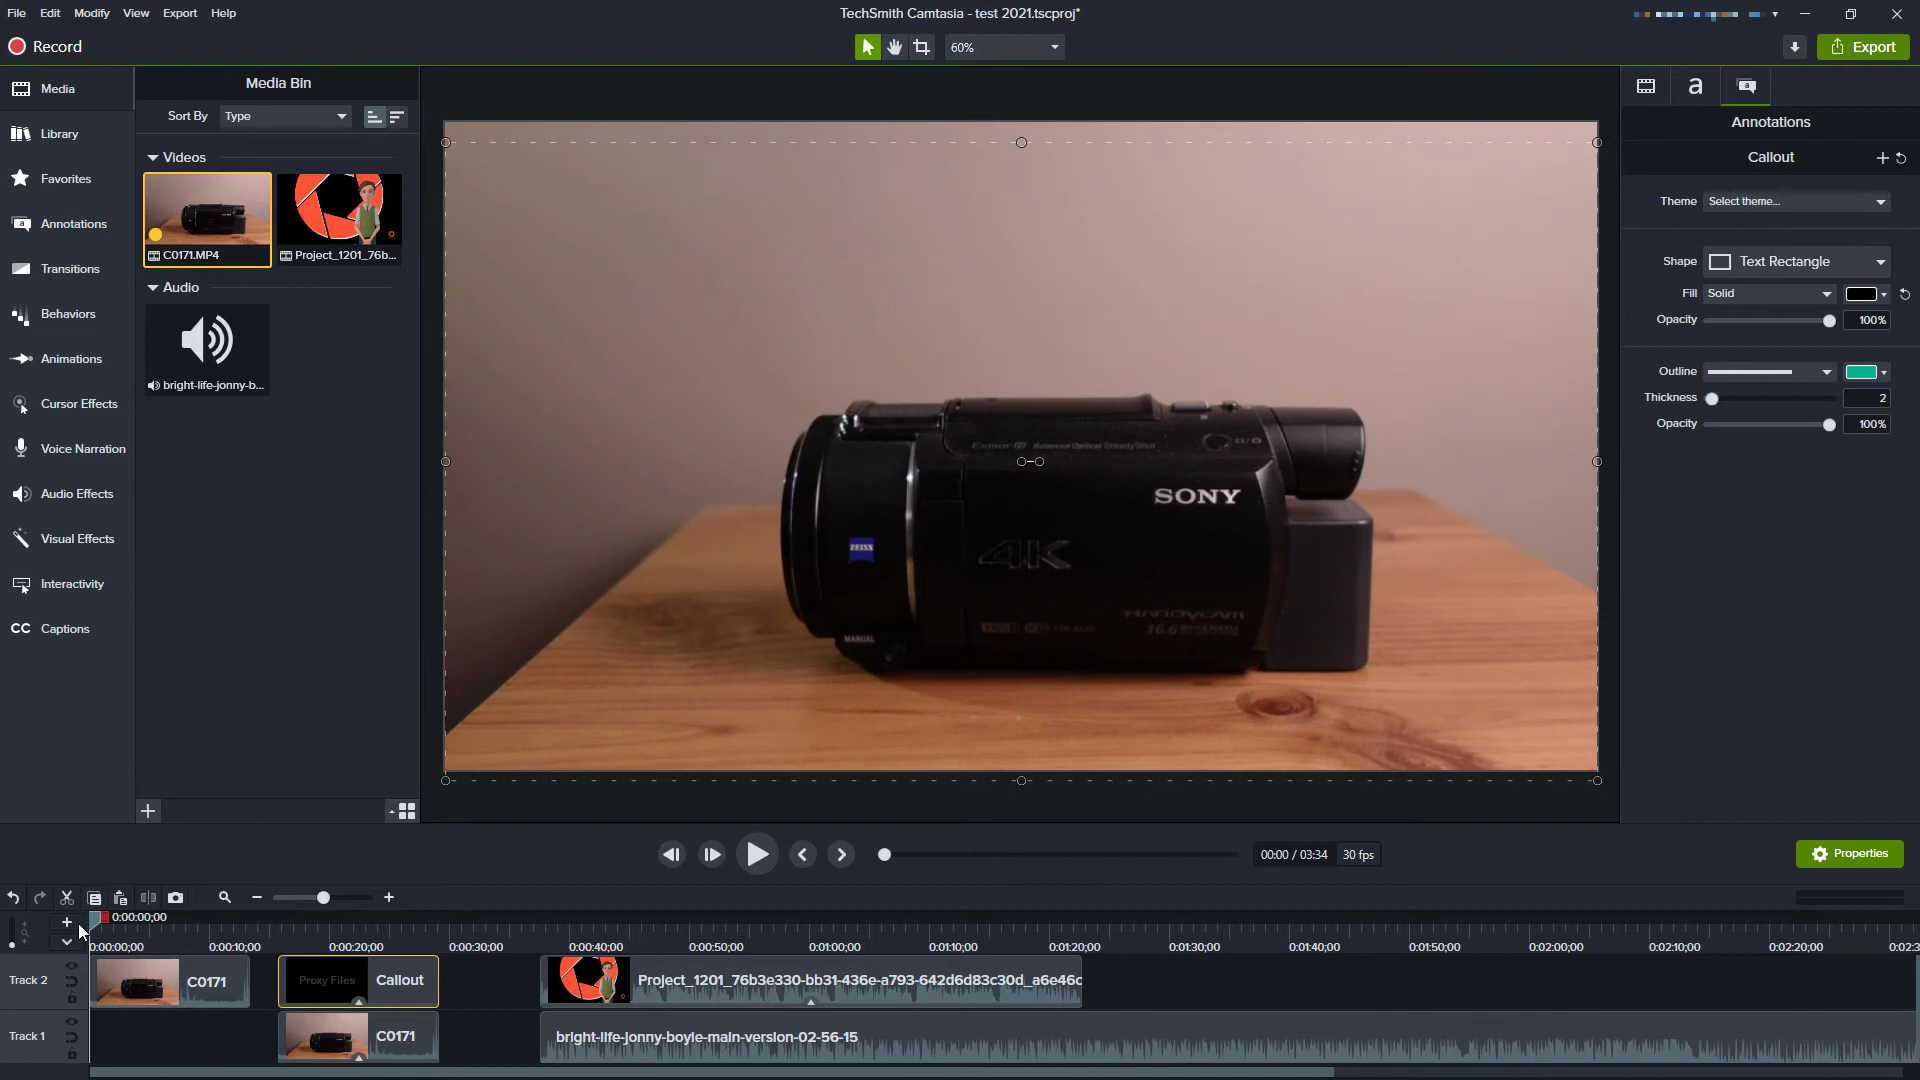 File Edit Modify View Export Help
TechSmith Camtasia - test 2021.tscproj*
Record
60%
Export
Media
Library
Favorites
Annotations
Transitions
Behaviors
Animations
Cursor Effects
Voice Narration
Audio Effects
Visual Effects
Interactivity
CC Captions
Media Bin
Sort By Type
Videos
C0171.MP4
Project_1201_76b...
Audio
bright-life-jonny-b...
SONY
ZEISS
4K
Balanced Optical SteadyShot
HANDYCAM
MANUAL
a
Annotations
Callout
Theme Select theme...
Shape Text Rectangle
Fill Solid
Opacity 100%
Outline
Thickness 2
Opacity 100%
00:00 / 03:34 30 fps
Properties
0:00:00;00
0:00:00;00 0:00:10;00 0:00:20;00 0:00:30;00 0:00:40;00 0:00:50;00 0:01:00;00 0:01:10;00 0:01:20;00 0:01:30;00 0:01:40;00 0:01:50;00 0:02:00;00 0:02:10;00 0:02:20;00 0:02:3
Track 2 C0171 Proxy Files Callout Project_1201_76b3e330-bb31-436e-a793-642d6d83c30d_a6e46c
Track 1 C0171 bright-life-jonny-boyle-main-version-02-56-15